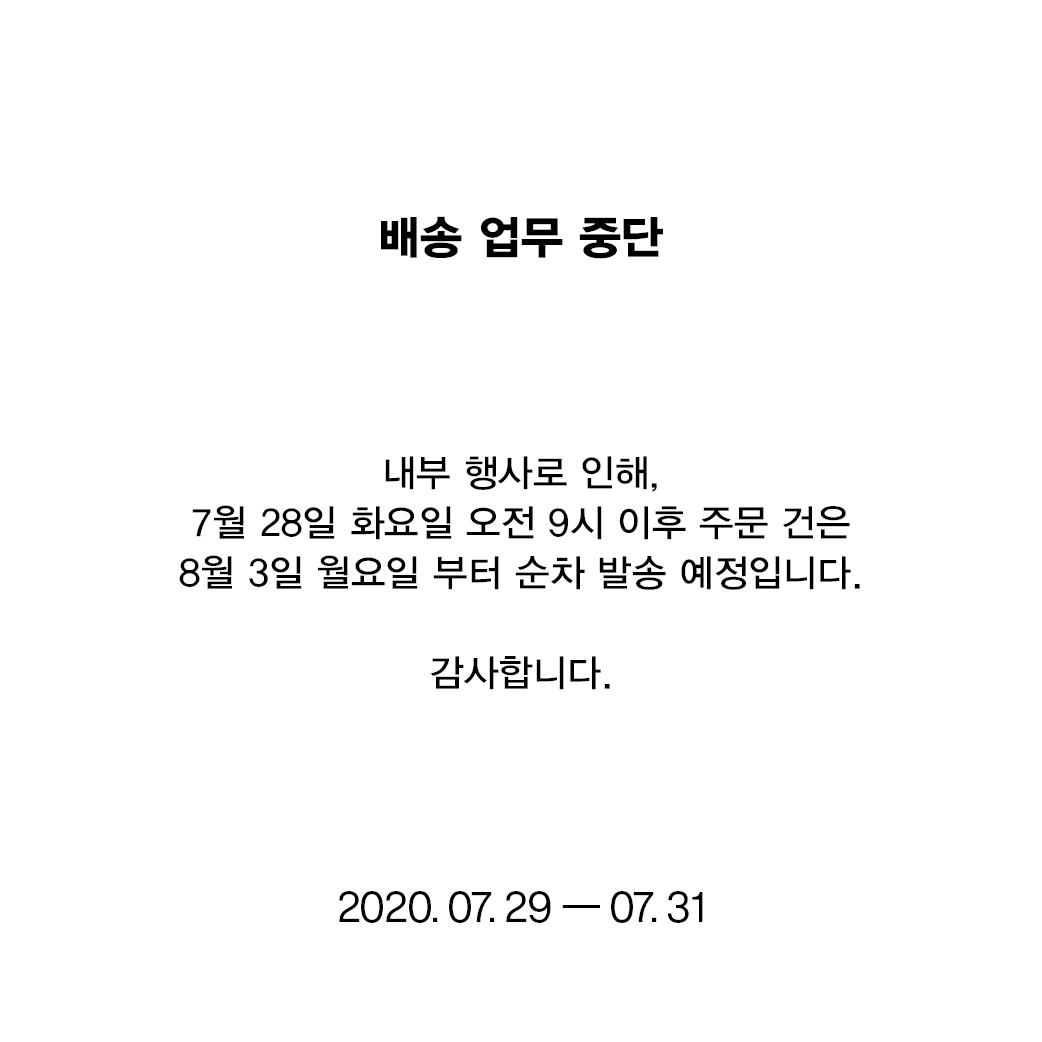 배송 업무 중단
내부 행사로 인해,
7월 28일 화요일 오전 9시 이후 주문 건은
8월 3일 월요일 부터 순차 발송 예정입니다.
감사합니다.
2020. 07. 29 — 07. 31